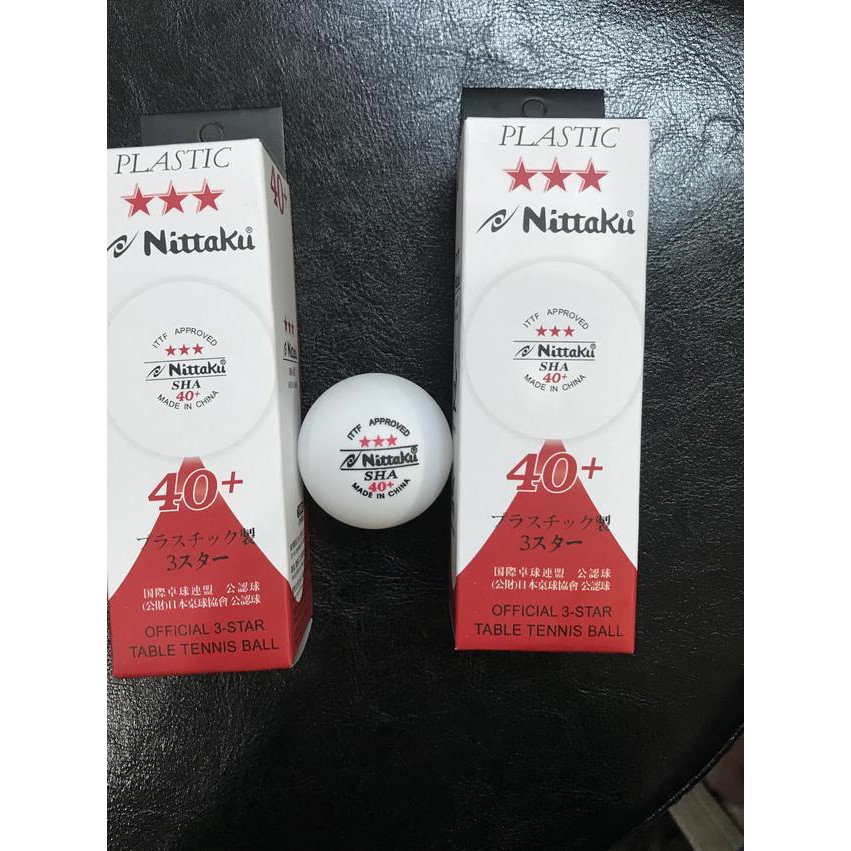 PLASTIC
Nittaku®
ITTF APPROVED
Nittaku®
SHA
40+
MADE IN CHINA
40+
プラスチック製
3スター
国際卓球連盟 公認球
(公財)日本桌球協會公認球
OFFICIAL 3-STAR
TABLE TENNIS BALL
40+
ITTF APPROVED
Nittaku®
SHA
40+
MADE IN CHINA
PLASTIC
Nittaku®
ITTF APPROVED
Nittaku®
SHA
40+
MADE IN CHINA
40+
プラスチック製
3スター
国際卓球連盟 公認球
(公財)日本桌球協會公認球
OFFICIAL 3-STAR
TABLE TENNIS BALL